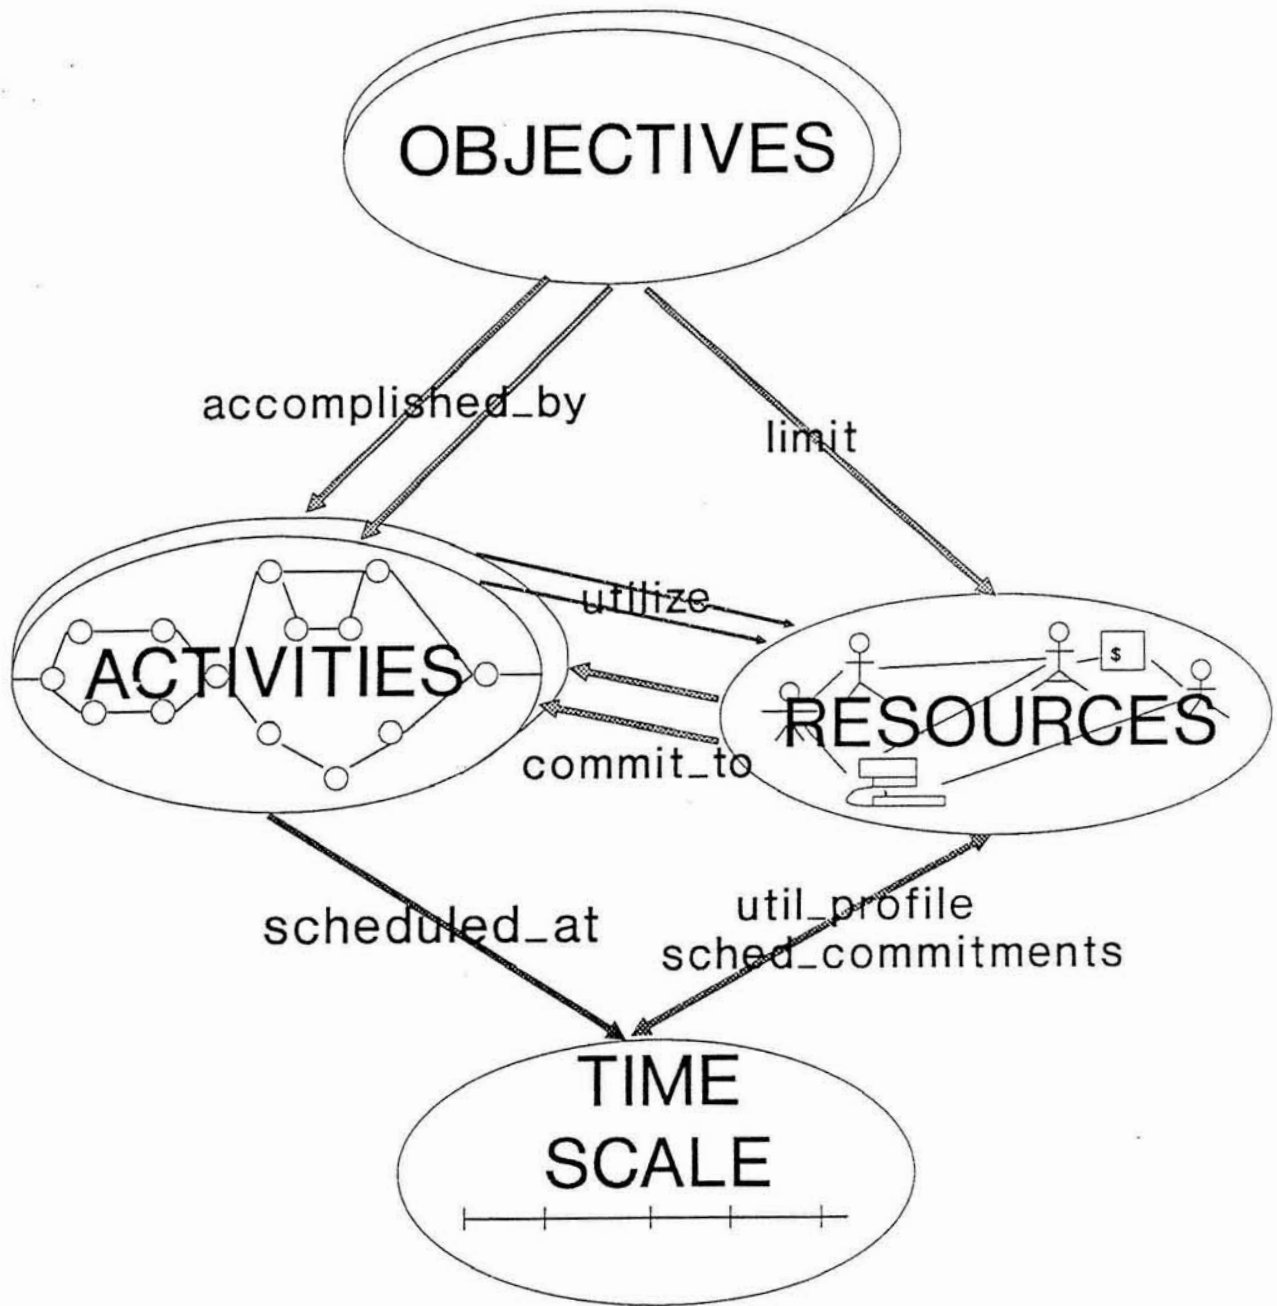 OBJECTIVES
accomplished_by
limit
utilize
ACTIVITIES
$
RESOURCES
commit_to
scheduled_at
util_profile
sched_commitments
TIME
SCALE